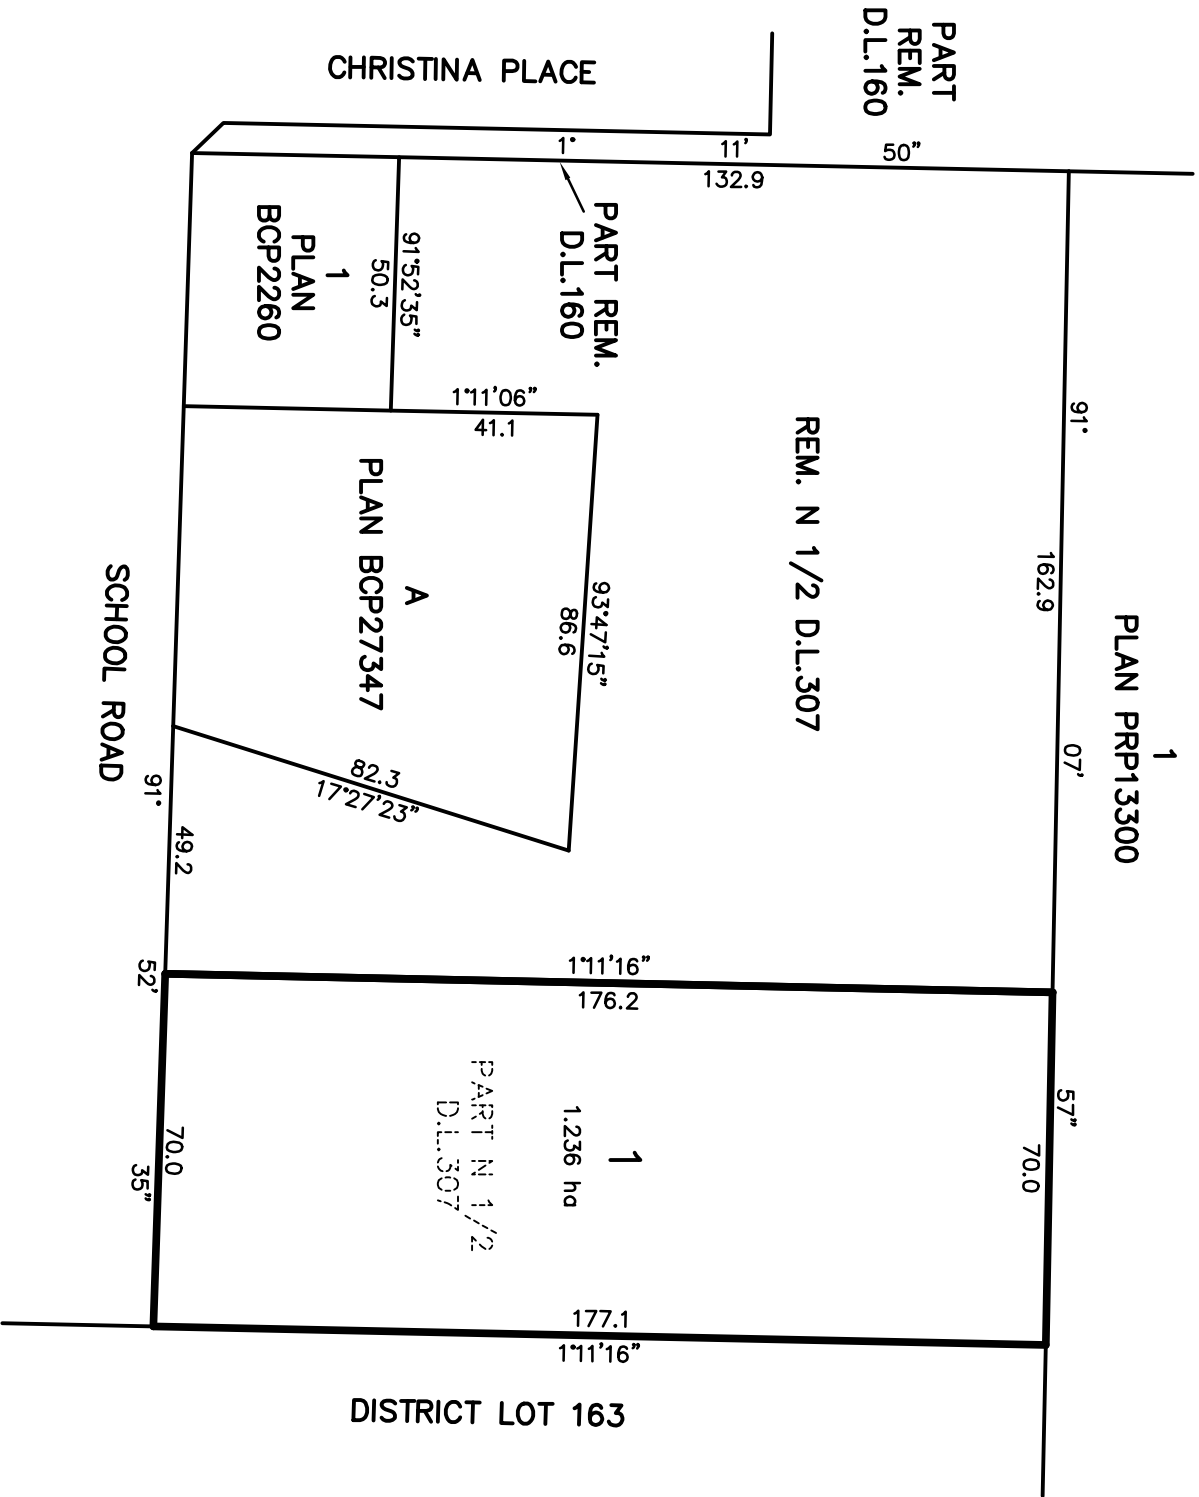 PART
REM.
D.L.160
CHRISTINA PLACE
1°
11'
50"
132.9
PART REM.
D.L.160
1
PLAN
BCP2260
91°52'35"
50.3
1°11'06"
41.1
REM. N 1/2 D.L.307
91°
162.9
07'
57"
1
PLAN PRP13300
A
PLAN BCP27347
93°47'15"
86.6
82.3
17°27'23"
SCHOOL ROAD
91°
49.2
52'
35"
1°11'16"
176.2
70.0
1
1.236 ha
PART N 1/2
D.L.307
70.0
177.1
1°11'16"
DISTRICT LOT 163